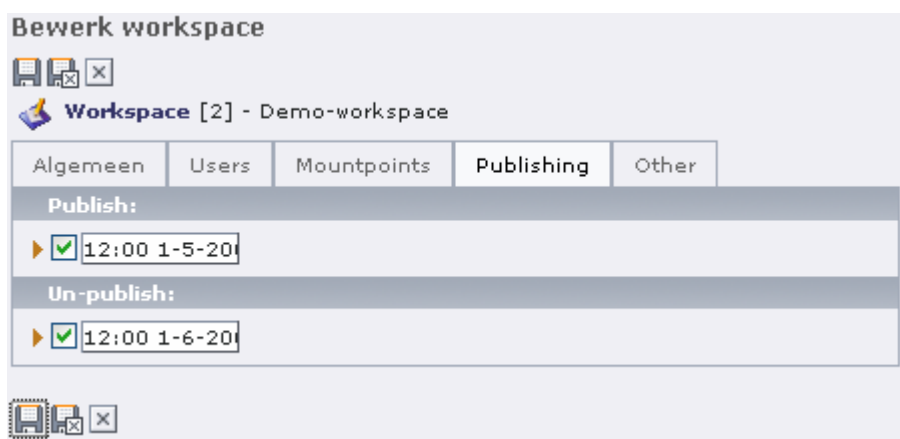 Bewerk workspace
Workspace [2] - Demo-workspace
Algemeen Users Mountpoints Publishing Other
Publish:
12:00 1-5-20
Un-publish:
12:00 1-6-20